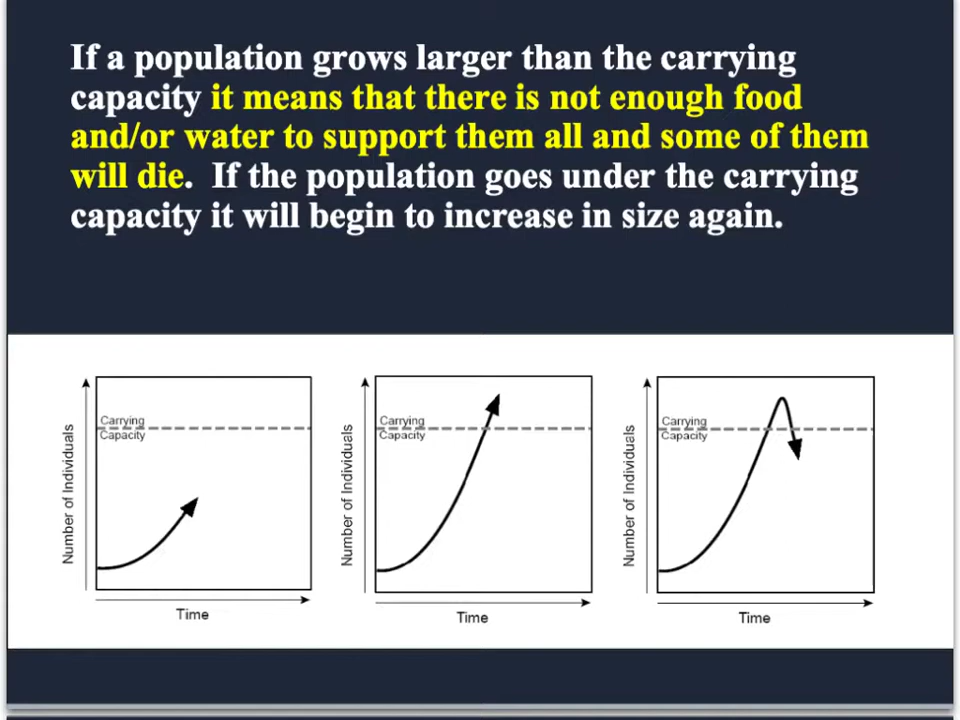 If a population grows larger than the carrying
capacity it means that there is not enough food
and/or water to support them all and some of them
will die.  If the population goes under the carrying
capacity it will begin to increase in size again.
Number of Individuals
Carrying
Capacity
Time
Number of Individuals
Carrying
Capacity
Time
Number of Individuals
Carrying
Capacity
Time